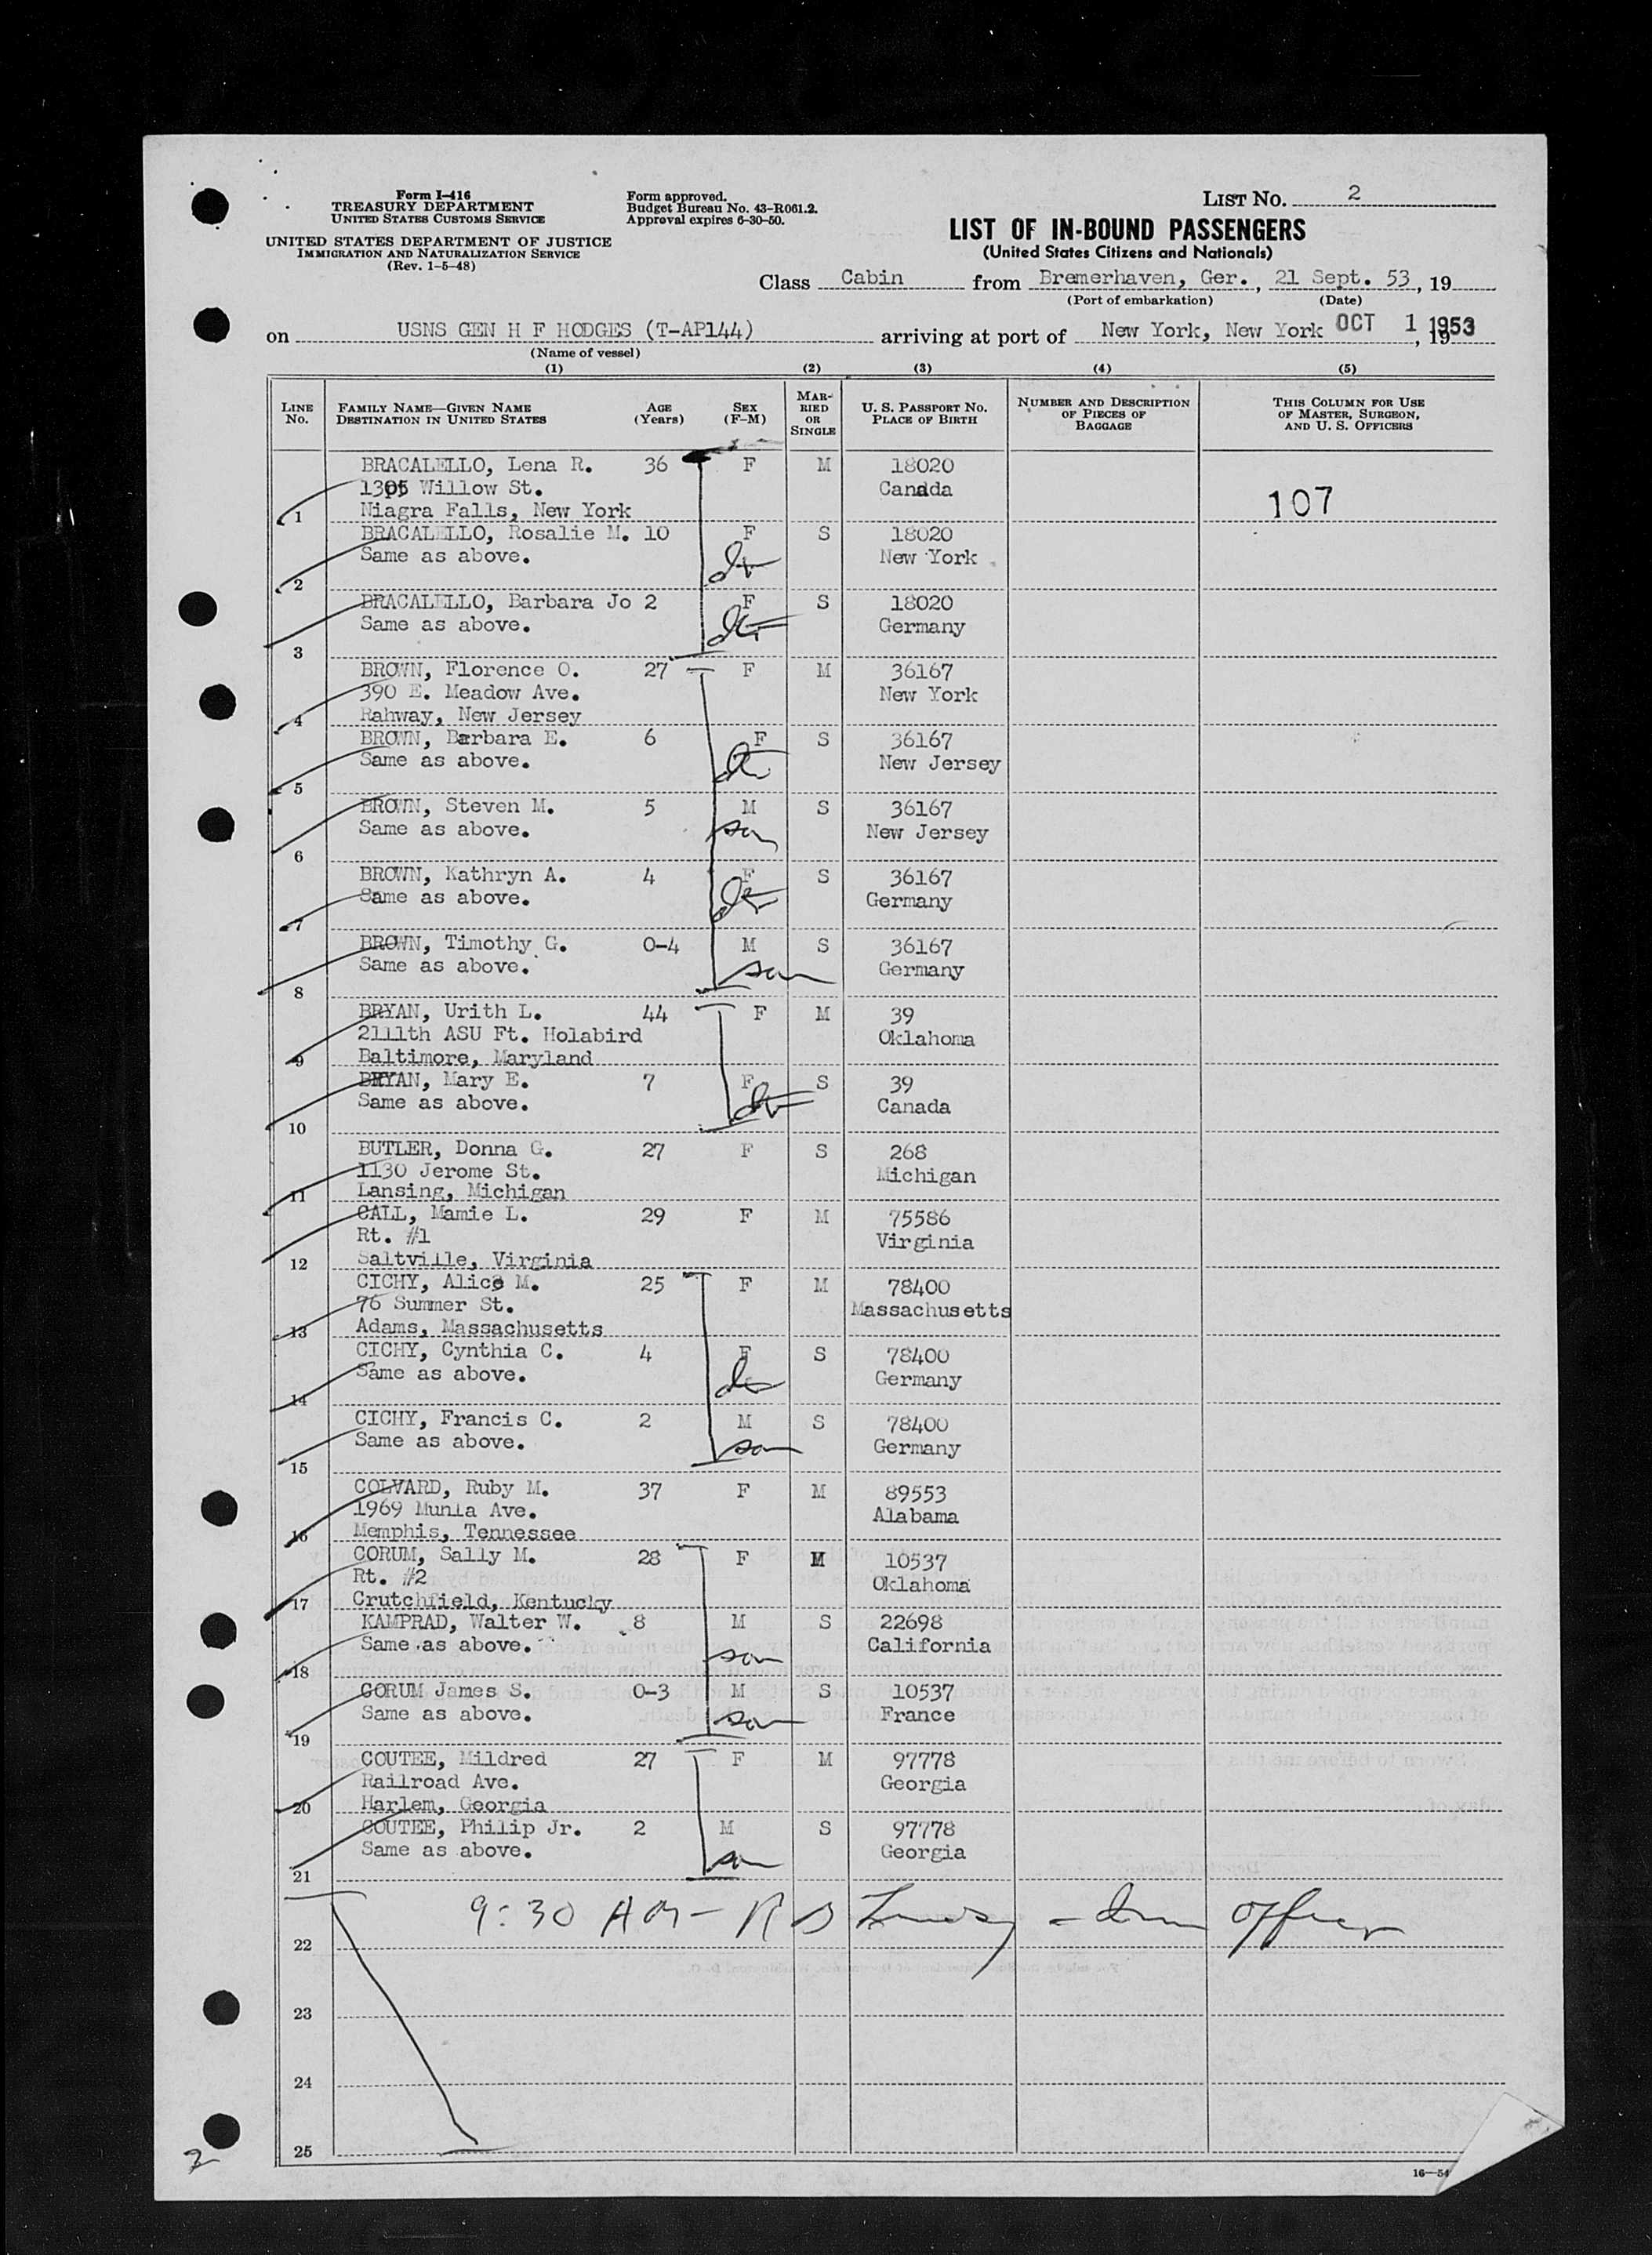 Form I-416
TREASURY DEPARTMENT
UNITED STATES CUSTOMS SERVICE
UNITED STATES DEPARTMENT OF JUSTICE
IMMIGRATION AND NATURALIZATION SERVICE
(Rev. 1-5-48)
Form approved.
Budget Bureau No. 43-R061.2.
Approval expires 6-30-50.
LIST NO. 2
LIST OF IN-BOUND PASSENGERS
(United States Citizens and Nationals)
Class Cabin from Bremerhaven, Ger., 21 Sept. 53, 19
(Port of embarkation) (Date)
on USNS GEN H F HODGES (T-AP144) arriving at port of New York, New York OCT 1 1953, 19
(Name of vessel)
(1) (2) (3) (4) (5)
LINE No. FAMILY NAME—GIVEN NAME DESTINATION IN UNITED STATES AGE (Years) SEX (F-M) MARRIED OR SINGLE U. S. PASSPORT NO. PLACE OF BIRTH NUMBER AND DESCRIPTION OF PIECES OF BAGGAGE THIS COLUMN FOR USE OF MASTER, SURGEON, AND U. S. OFFICERS
BRACALELLO, Lena R. 36 F M 18020
1305 Willow St. Canada
1 Niagra Falls, New York 107
BRACALELLO, Rosalie M. 10 F S 18020
Same as above. New York
2
BRACALELLO, Barbara Jo 2 F S 18020
Same as above. Germany
3
BROWN, Florence O. 27 F M 36167
390 E. Meadow Ave. New York
4 Rahway, New Jersey
BROWN, Barbara E. 6 F S 36167
Same as above. New Jersey
5
BROWN, Steven M. 5 M S 36167
Same as above. son New Jersey
6
BROWN, Kathryn A. 4 F S 36167
Same as above. Germany
7
BROWN, Timothy G. 0-4 M S 36167
Same as above. son Germany
8
BRYAN, Urith L. 44 F M 39
2111th ASU Ft. Holabird Oklahoma
9 Baltimore, Maryland
BRYAN, Mary E. 7 F S 39
Same as above. Canada
10
BUTLER, Donna G. 27 F S 268
1130 Jerome St. Michigan
11 Lansing, Michigan
CALL, Mamie L. 29 F M 75586
Rt. #1 Virginia
12 Saltville, Virginia
CICHY, Alice M. 25 F M 78400
76 Summer St. Massachusetts
13 Adams, Massachusetts
CICHY, Cynthia C. 4 F S 78400
Same as above. Germany
14
CICHY, Francis C. 2 M S 78400
Same as above. son Germany
15
COLVARD, Ruby M. 37 F M 89553
1969 Munla Ave. Alabama
16 Memphis, Tennessee
CORUM, Sally M. 28 F M 10537
Rt. #2 Oklahoma
17 Crutchfield, Kentucky
KAMPRAD, Walter W. 8 M S 22698
Same as above. son California
18
CORUM James S. 0-3 M S 10537
Same as above. son France
19
COUTEE, Mildred 27 F M 97778
Railroad Ave. Georgia
20 Harlem, Georgia
COUTEE, Philip Jr. 2 M S 97778
Same as above. son Georgia
21
9:30 AM - R B officer
22
23
24
25
2
16—54